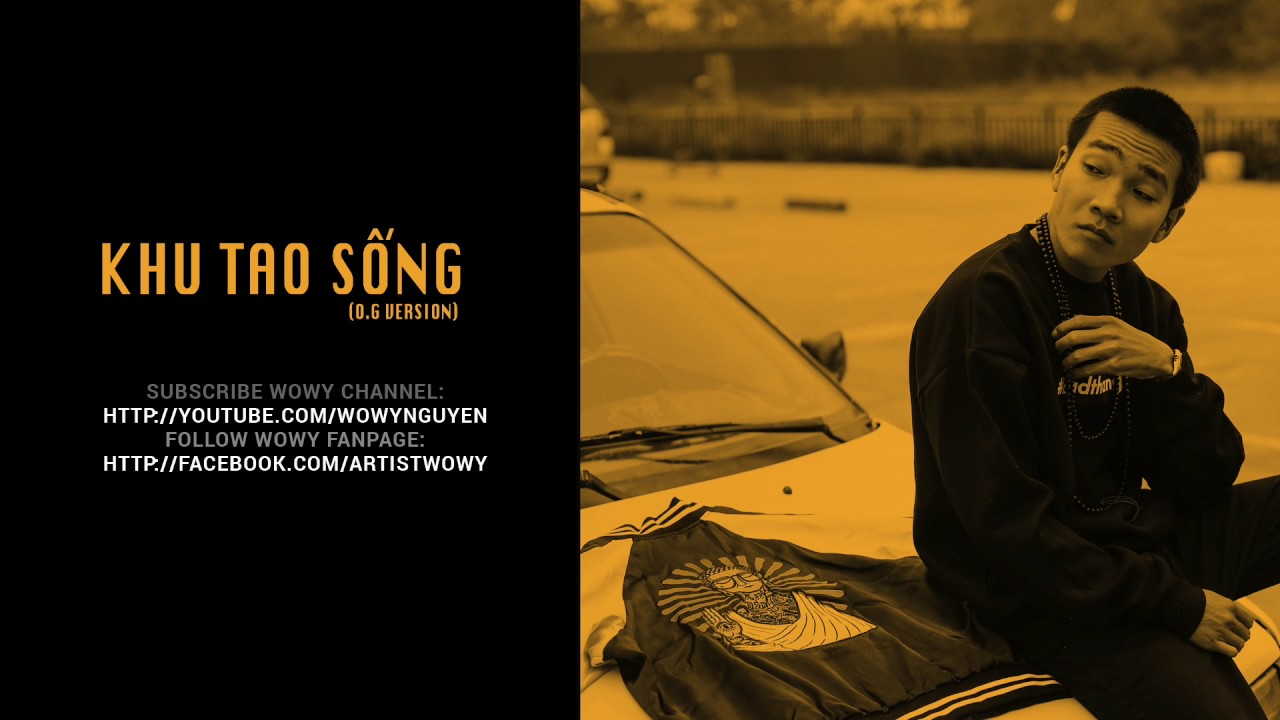 KHU TAO SỐNG
(O.G VERSION)
SUBSCRIBE WOWY CHANNEL:
HTTP://YOUTUBE.COM/WOWYNGUYEN
FOLLOW WOWY FANPAGE:
HTTP://FACEBOOK.COM/ARTISTWOWY